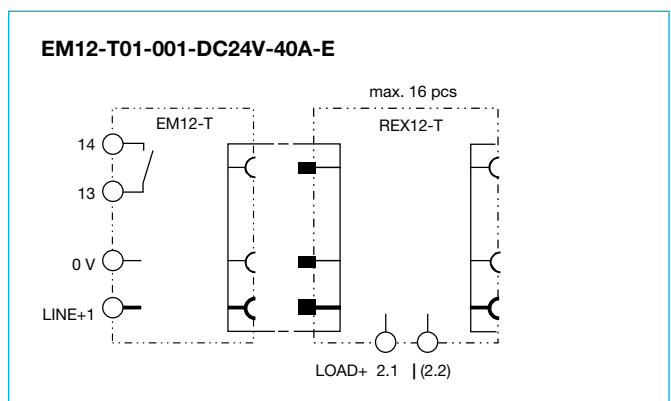 EM12-T01-001-DC24V-40A-E
max. 16 pcs
EM12-T
REX12-T
14
13
0 V
LINE+1
LOAD+ 2.1 | (2.2)